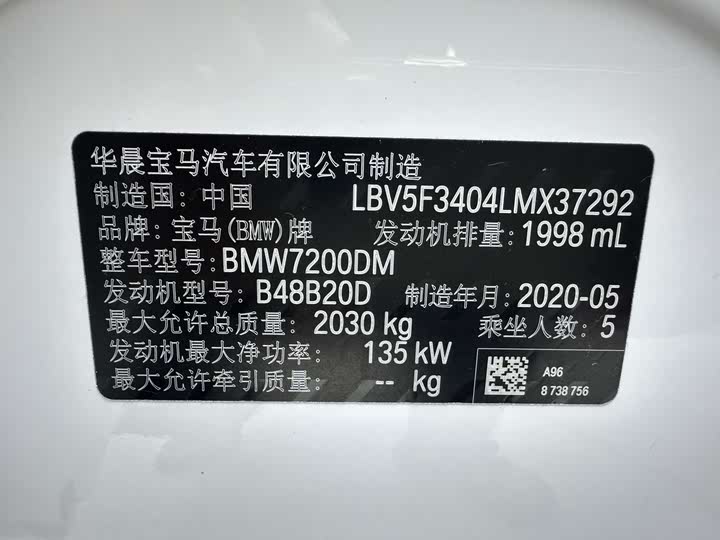 华晨宝马汽车有限公司制造
制造国: 中国 LBV5F3404LMX37292
品牌: 宝马(BMW)牌 发动机排量: 1998 mL
整车型号: BMW7200DM
发动机型号: B48B20D 制造年月: 2020-05
最大允许总质量: 2030 kg 乘坐人数: 5
发动机最大净功率: 135 kW
最大允许牵引质量: -- kg
A96
8 738 756